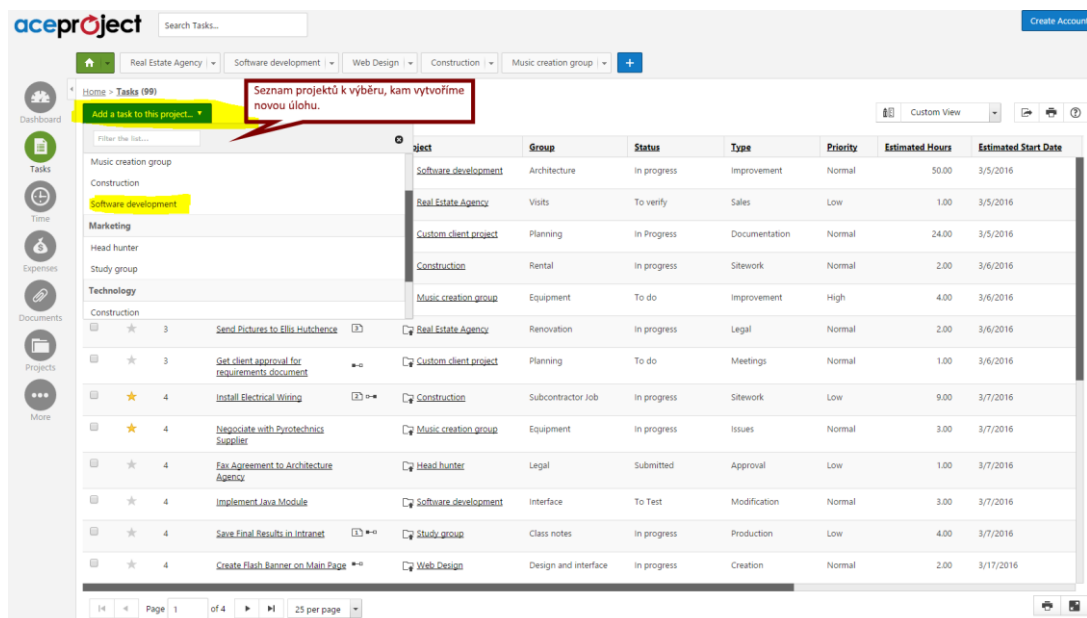 aceproject
Search Tasks...
Create Account
Real Estate Agency
Software development
Web Design
Construction
Music creation group
Home > Tasks (99)
Seznam projektů k výběru, kam vytvoříme
novou úlohu.
Add a task to this project...
Custom View
Dashboard
Tasks
Time
Expenses
Documents
Projects
More
Filter the list...
Music creation group
Construction
Software development
Marketing
Head hunter
Study group
Technology
Construction
oject Group Status Type Priority Estimated Hours Estimated Start Date
Software development Architecture In progress Improvement Normal 50.00 3/5/2016
Real Estate Agency Visits To verify Sales Low 1.00 3/5/2016
Custom client project Planning In Progress Documentation Normal 24.00 3/5/2016
Construction Rental In progress Sitework Normal 2.00 3/6/2016
Music creation group Equipment To do Improvement High 4.00 3/6/2016
3 Send Pictures to Ellis Hutchence Real Estate Agency Renovation In progress Legal Normal 2.00 3/6/2016
3 Get client approval for Custom client project Planning To do Meetings Normal 1.00 3/6/2016
requirements document
4 Install Electrical Wiring Construction Subcontractor Job In progress Sitework Low 9.00 3/7/2016
4 Negociate with Pyrotechnics Music creation group Equipment In progress Issues Normal 3.00 3/7/2016
Supplier
4 Fax Agreement to Architecture Head hunter Legal Submitted Approval Low 1.00 3/7/2016
Agency
4 Implement Java Module Software development Interface To Test Modification Normal 3.00 3/7/2016
4 Save Final Results in Intranet Study group Class notes In progress Production Low 4.00 3/7/2016
4 Create Flash Banner on Main Page Web Design Design and interface In progress Creation Normal 2.00 3/17/2016
Page 1 of 4 25 per page